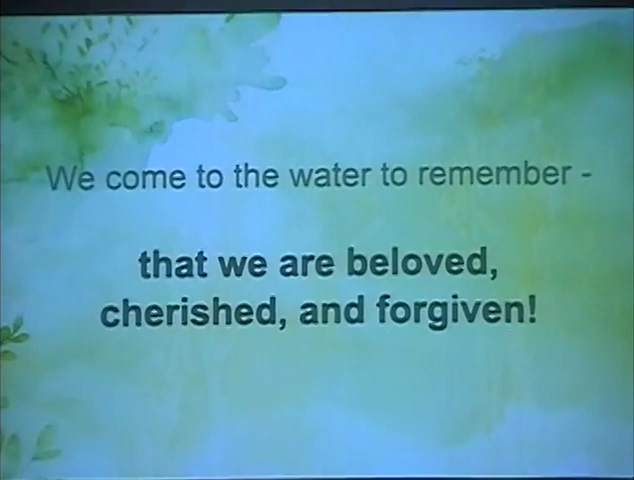 We come to the water to remember -
that we are beloved,
cherished, and forgiven!